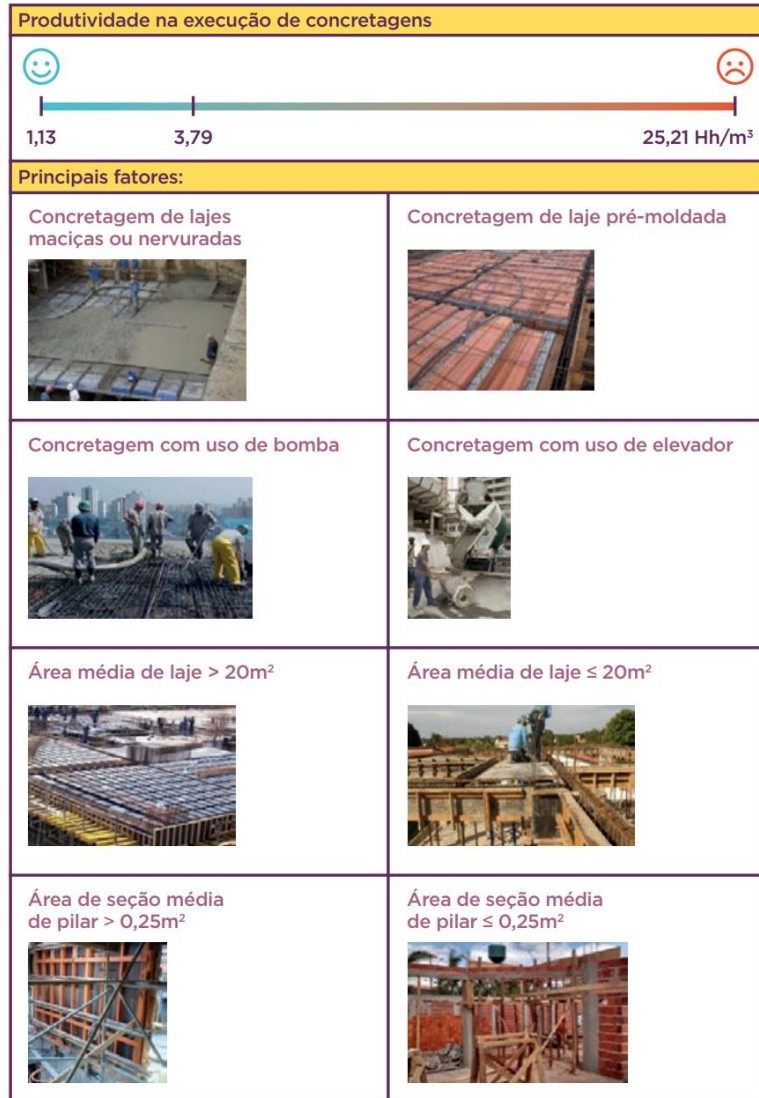 Produtividade na execução de concretagens
1,13
3,79
25,21 Hh/m³
Principais fatores:
Concretagem de lajes
maciças ou nervuradas
Concretagem de laje pré-moldada
Concretagem com uso de bomba
Concretagem com uso de elevador
Área média de laje > 20m²
Área média de laje ≤ 20m²
Área de seção média
de pilar > 0,25m²
Área de seção média
de pilar ≤ 0,25m²